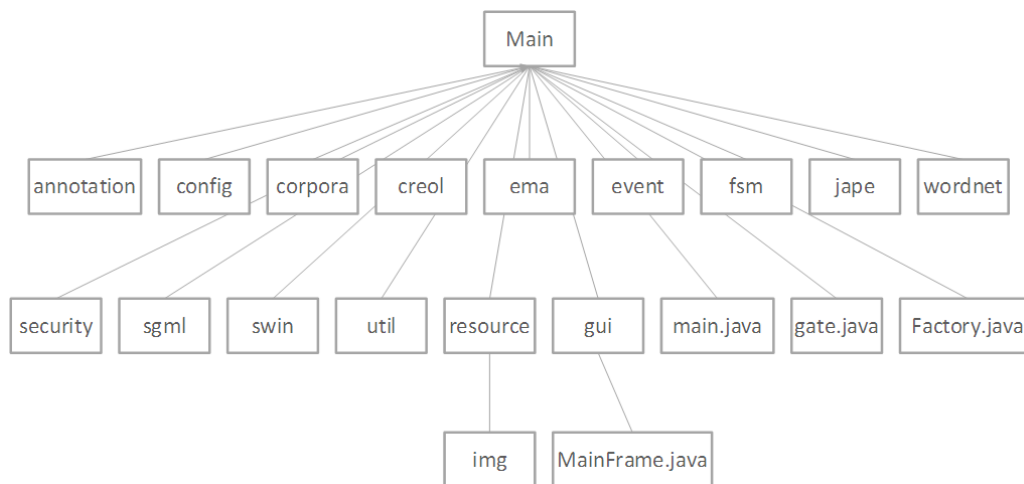 Main
annotation
config
corpora
creol
ema
event
fsm
jape
wordnet
security
sgml
swin
util
resource
gui
main.java
gate.java
Factory.java
img
MainFrame.java